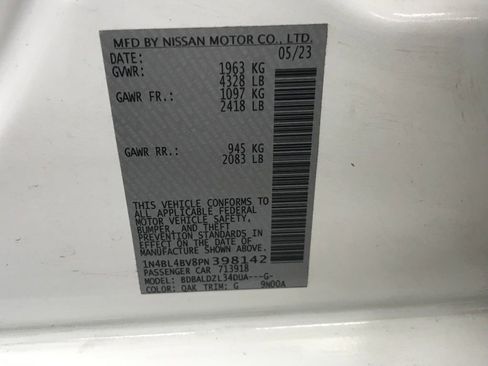 MFD BY NISSAN MOTOR CO., LTD.
DATE: 05/23
GVWR: 1963 KG
4328 LB
GAWR FR.: 1097 KG
2418 LB
GAWR RR.: 945 KG
2083 LB
THIS VEHICLE CONFORMS TO
ALL APPLICABLE FEDERAL
MOTOR VEHICLE SAFETY,
BUMPER, AND THEFT
PREVENTION STANDARDS IN
EFFECT ON THE DATE OF
MANUFACTURE SHOWN ABOVE.
1N4BL4BV8PN398142
PASSENGER CAR 713918
MODEL: BDBALDZL34DUA---G-
COLOR: QAK TRIM: G 9N00A